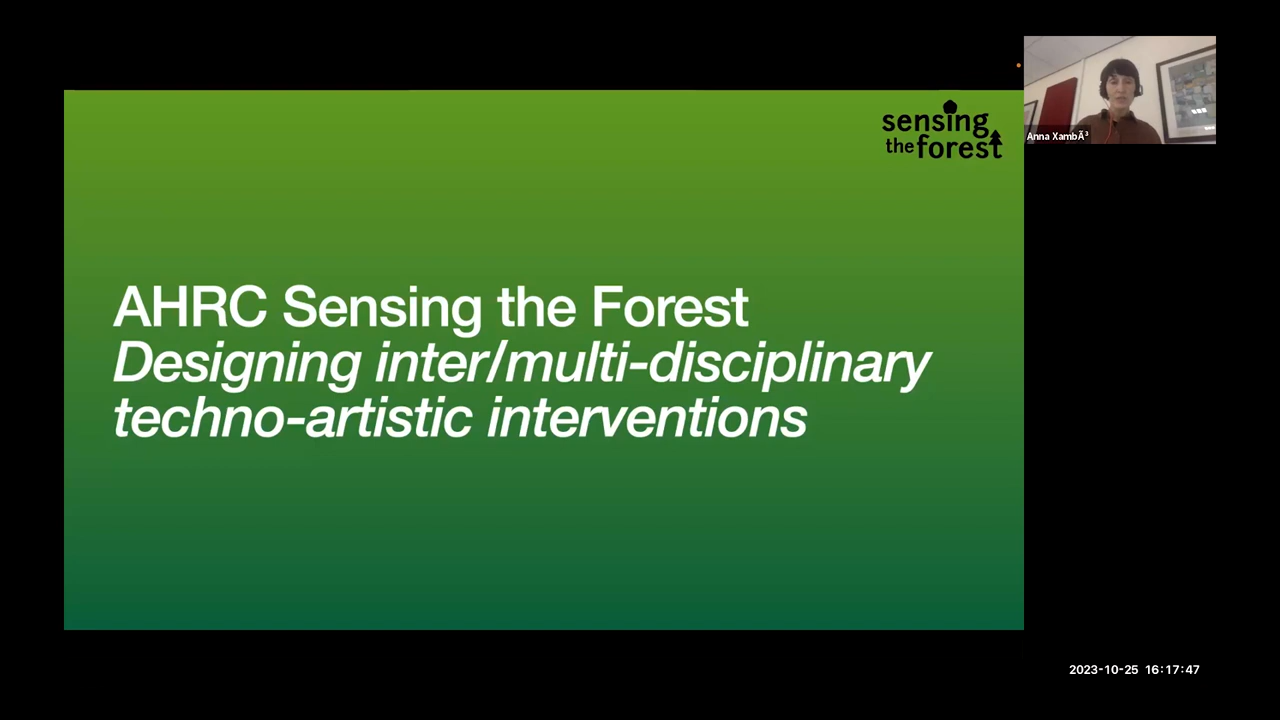 sensing
the forest
Anna XambÃ³
AHRC Sensing the Forest
Designing inter/multi-disciplinary
techno-artistic interventions
2023-10-25 16:17:47